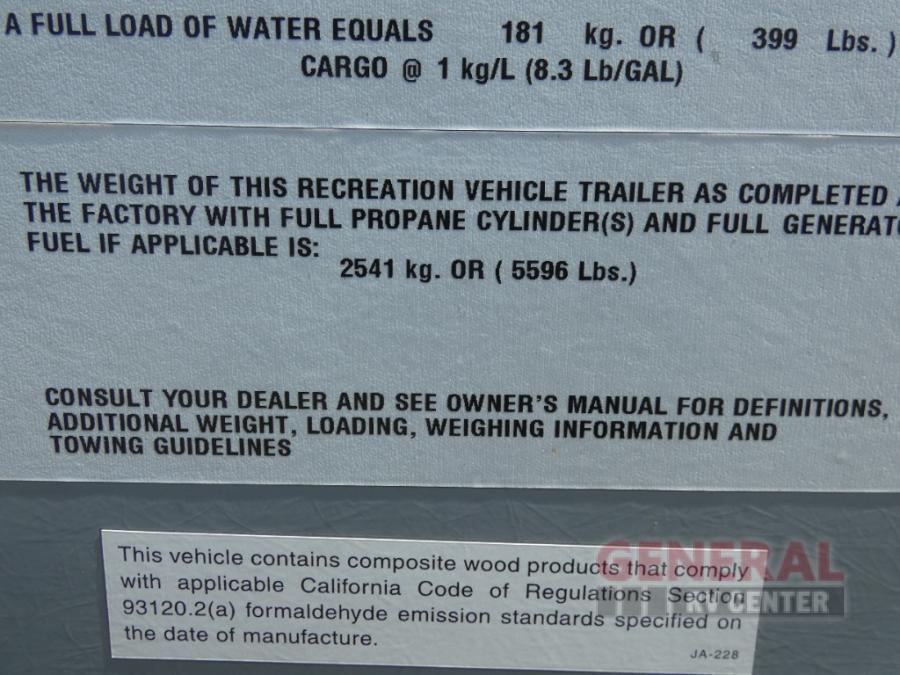 A FULL LOAD OF WATER EQUALS 181 kg. OR ( 399 Lbs. )
CARGO @ 1 kg/L (8.3 Lb/GAL)
THE WEIGHT OF THIS RECREATION VEHICLE TRAILER AS COMPLETED
THE FACTORY WITH FULL PROPANE CYLINDER(S) AND FULL GENERATO
FUEL IF APPLICABLE IS:
2541 kg. OR ( 5596 Lbs.)
CONSULT YOUR DEALER AND SEE OWNER'S MANUAL FOR DEFINITIONS,
ADDITIONAL WEIGHT, LOADING, WEIGHING INFORMATION AND
TOWING GUIDELINES
This vehicle contains composite wood products that comply
with applicable California Code of Regulations Section
93120.2(a) formaldehyde emission standards specified on
the date of manufacture.
JA-228
GENERAL
RV CENTER